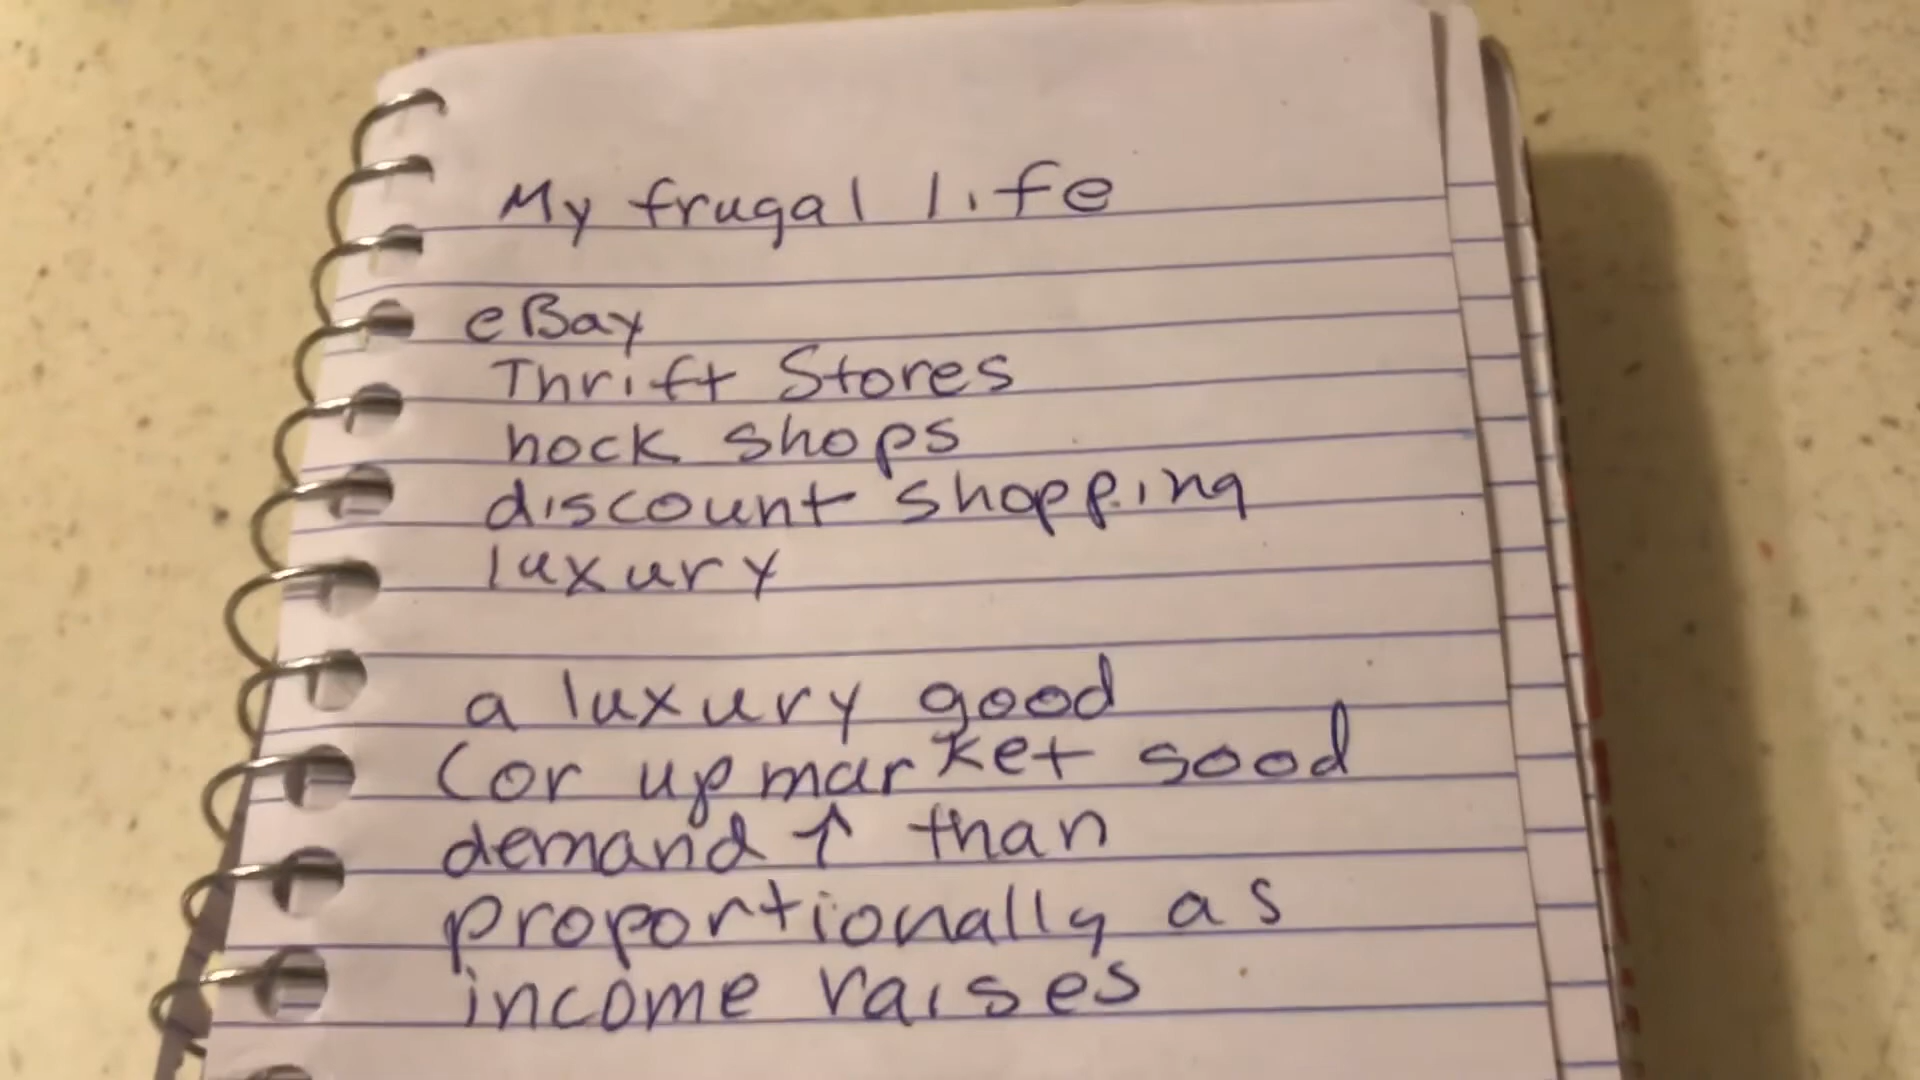 My frugal life
eBay
Thrift Stores
hock shops
discount shopping
luxury
a luxury good
(or upmarket good
demand ↑ than
proportionally as
income raises